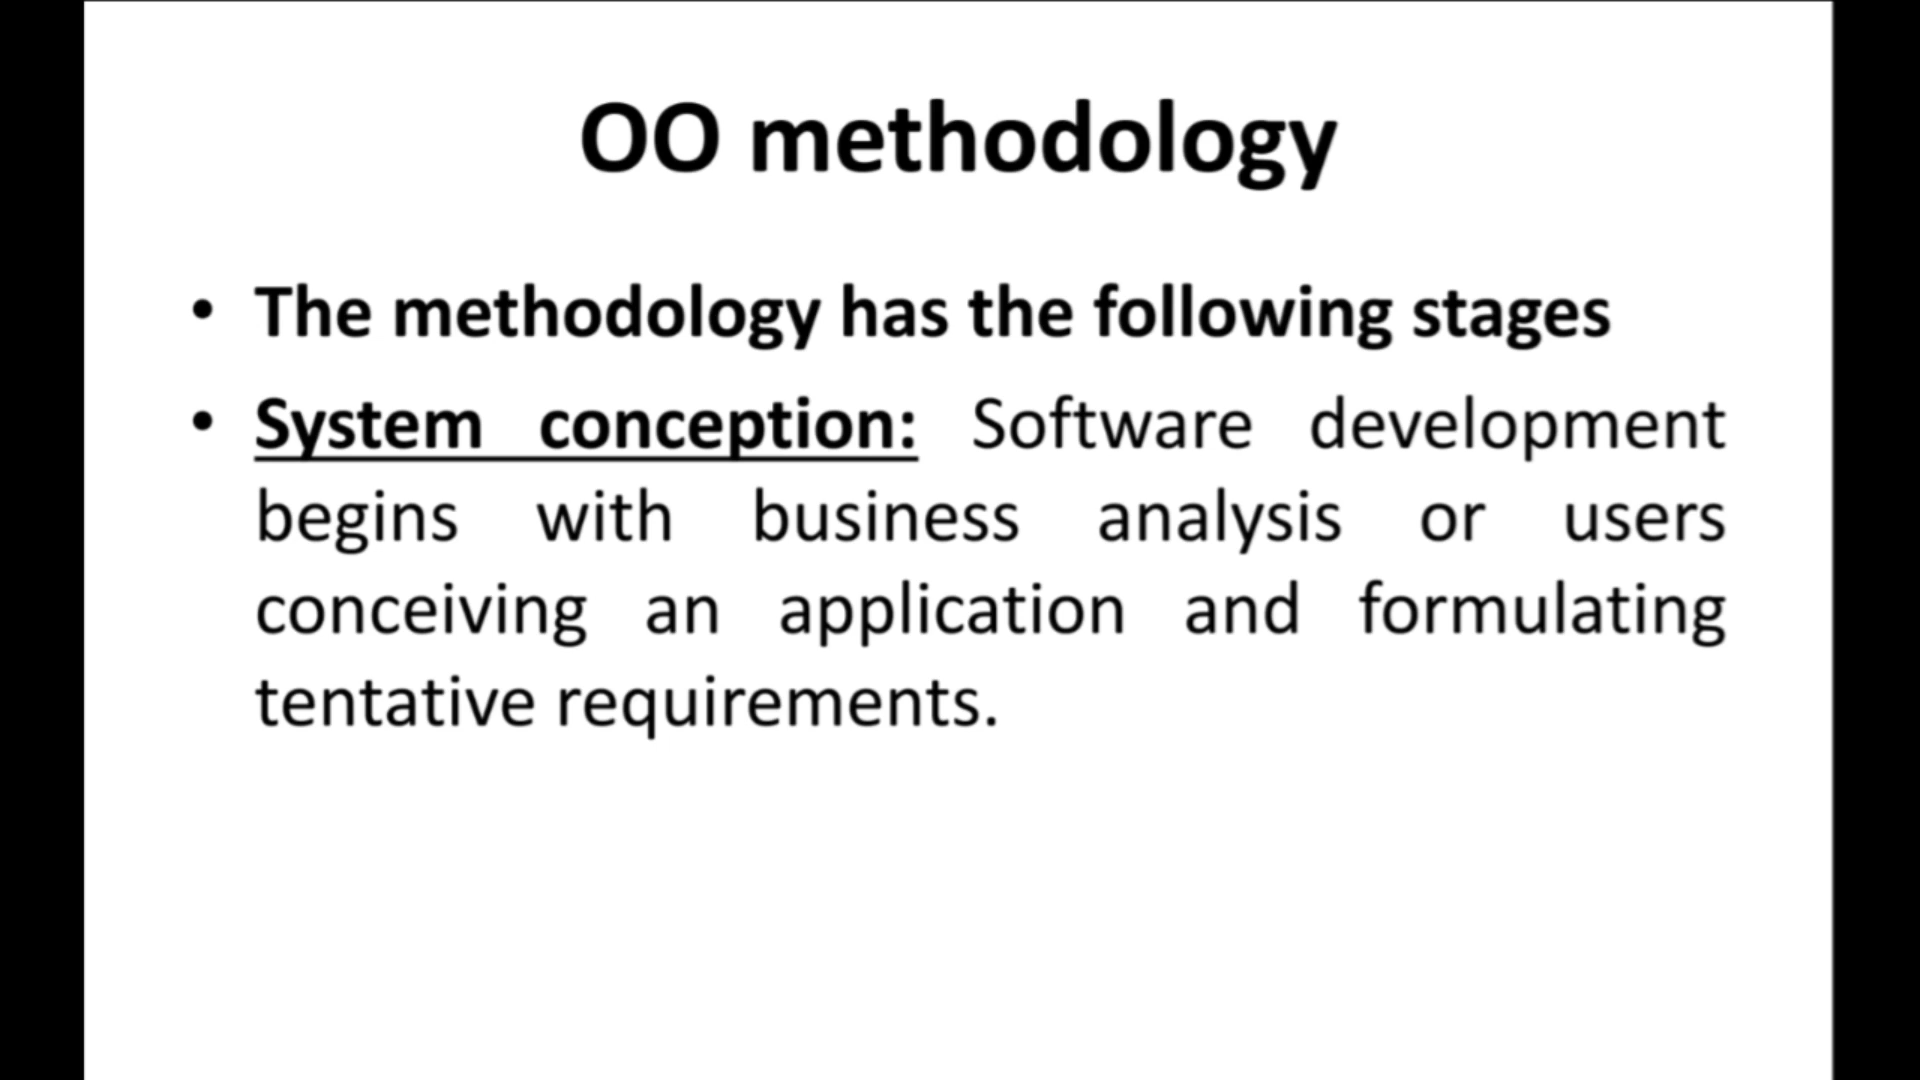 OO methodology
• The methodology has the following stages
• System conception: Software development
begins with business analysis or users
conceiving an application and formulating
tentative requirements.